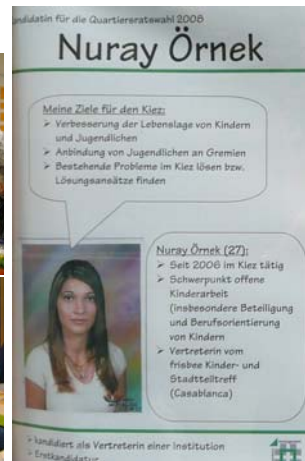 Kandidatin für die Quartiersratswahl 2008
Nuray Örnek
Meine Ziele für den Kiez:
➢ Verbesserung der Lebenslage von Kindern
und Jugendlichen
➢ Anbindung von Jugendlichen an Gremien
➢ Bestehende Probleme im Kiez lösen bzw.
Lösungsansätze finden
Nuray Örnek (27):
➢ Seit 2006 im Kiez tätig
➢ Schwerpunkt offene
Kinderarbeit
(insbesondere Beteiligung
und Berufsorientierung
von Kindern
➢ Vertreterin vom
frisbee Kinder- und
Stadtteiltreff
(Casablanca)
➢ kandidiert als Vertreterin einer Institution
➢ Erstkandidatur